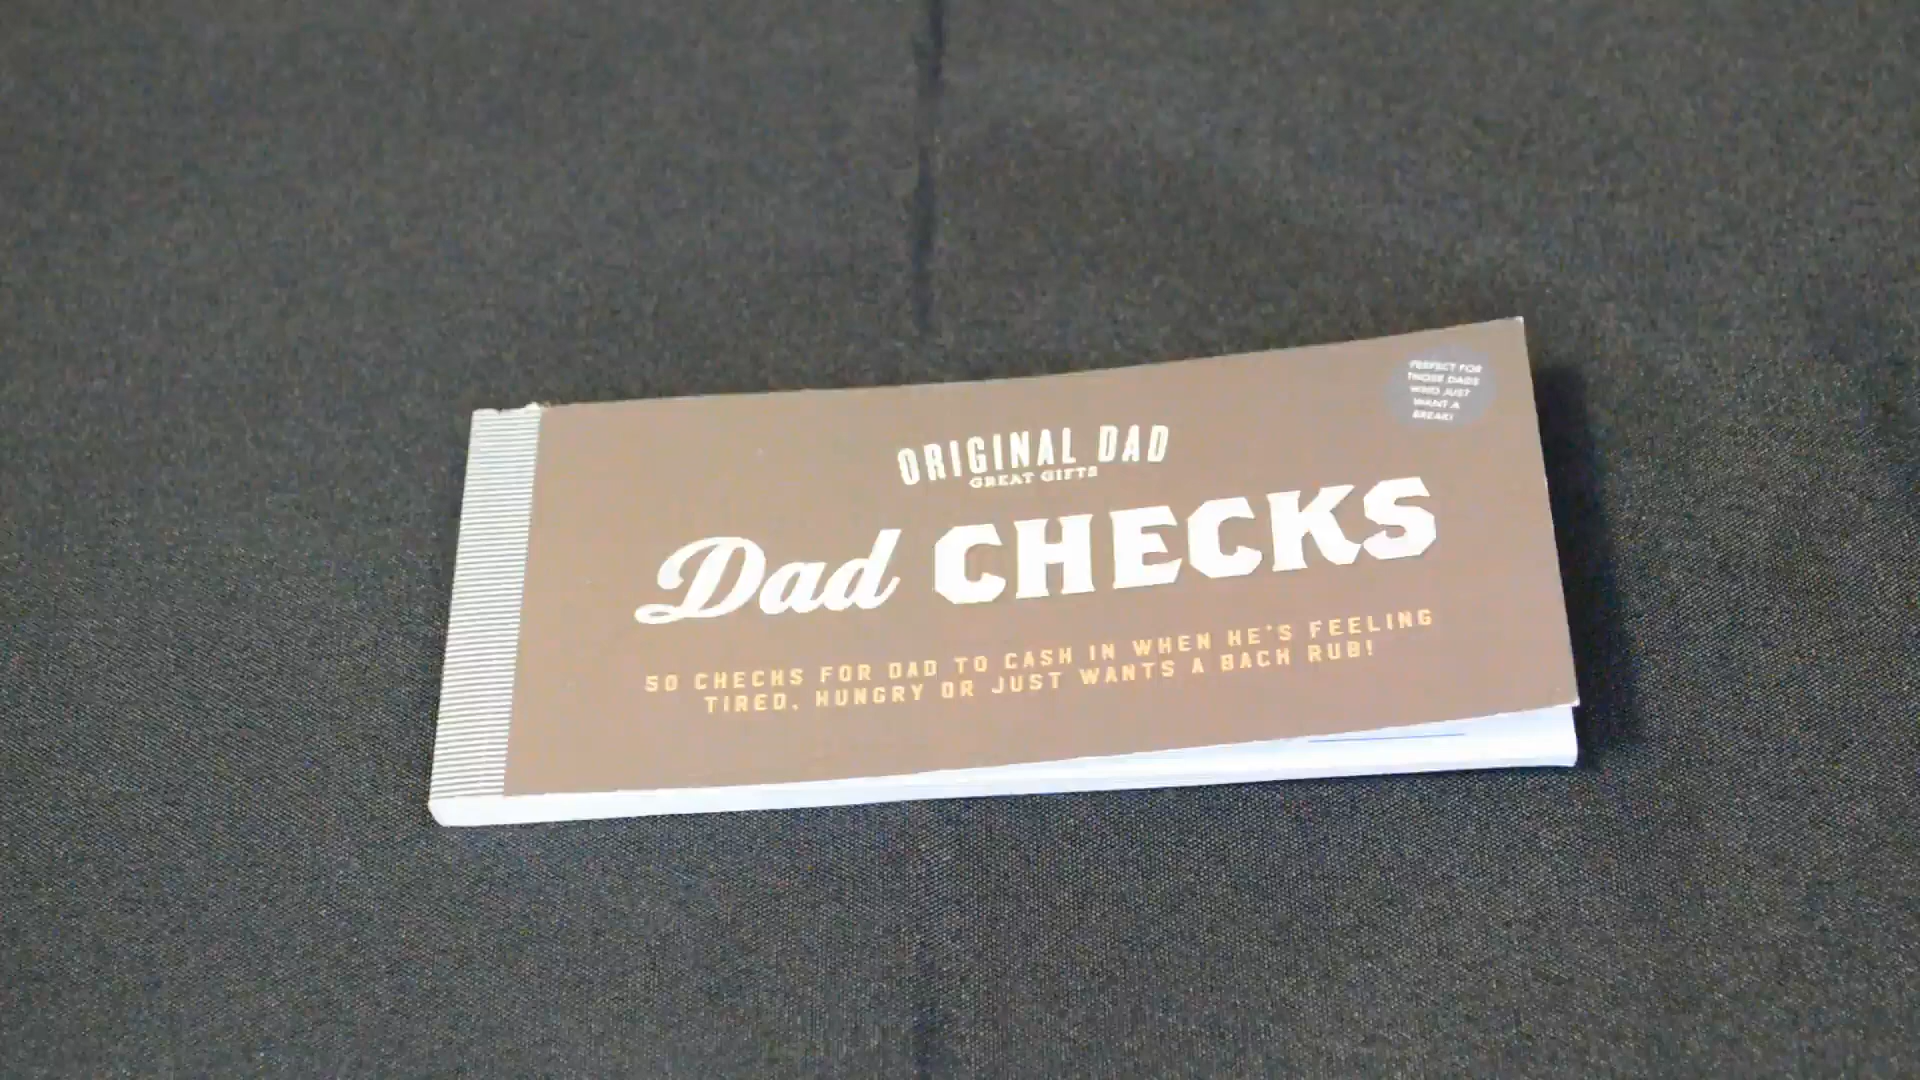 PERFECT FOR
THOSE DADS
WHO JUST
WANT A
BREAK!
ORIGINAL DAD
GREAT GIFTS
Dad CHECKS
50 CHECKS FOR DAD TO CASH IN WHEN HE'S FEELING
TIRED, HUNGRY OR JUST WANTS A BACK RUB!